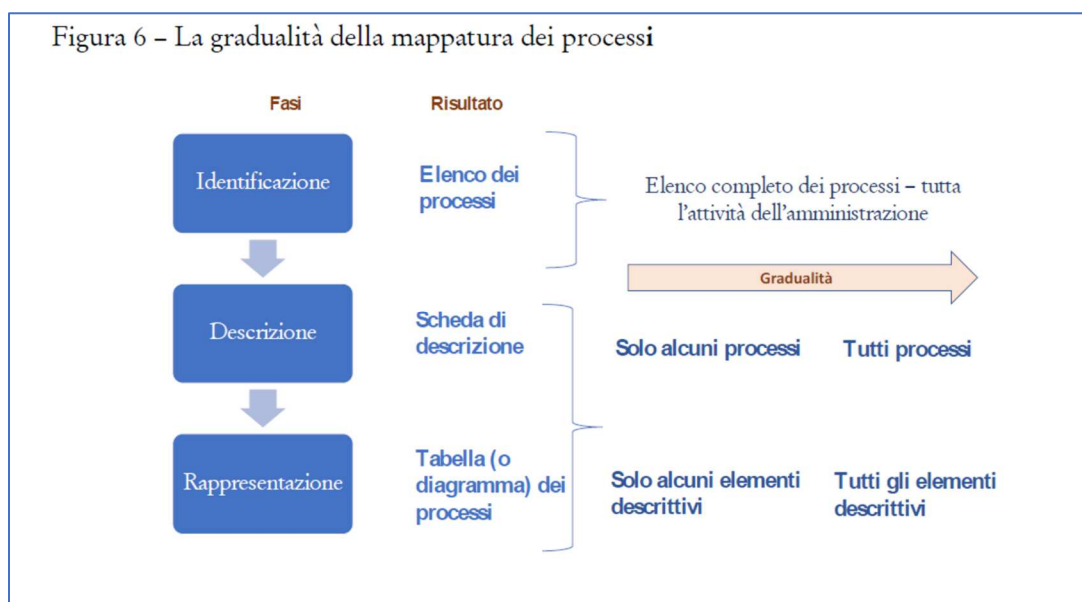 Figura 6 – La gradualità della mappatura dei processi
Fasi
Risultato
Identificazione
Elenco dei
processi
Elenco completo dei processi – tutta
l'attività dell'amministrazione
Gradualità
Descrizione
Scheda di
descrizione
Solo alcuni processi
Tutti processi
Rappresentazione
Tabella (o
diagramma) dei
processi
Solo alcuni elementi
descrittivi
Tutti gli elementi
descrittivi